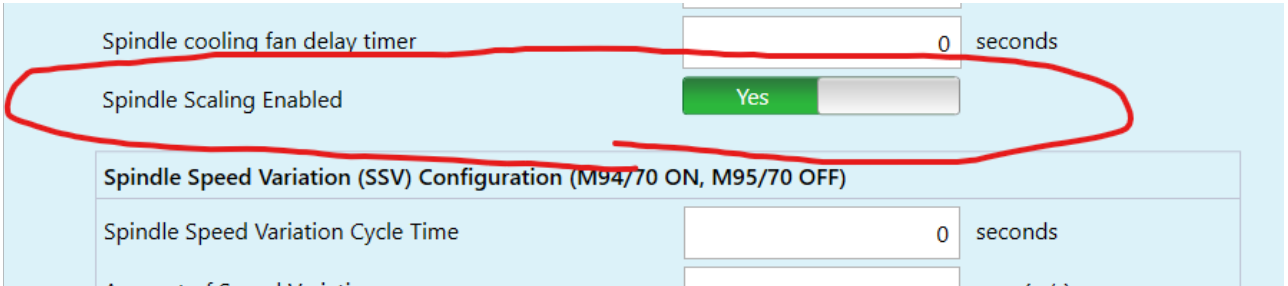 Spindle cooling fan delay timer 0 seconds
Spindle Scaling Enabled Yes
Spindle Speed Variation (SSV) Configuration (M94/70 ON, M95/70 OFF)
Spindle Speed Variation Cycle Time 0 seconds